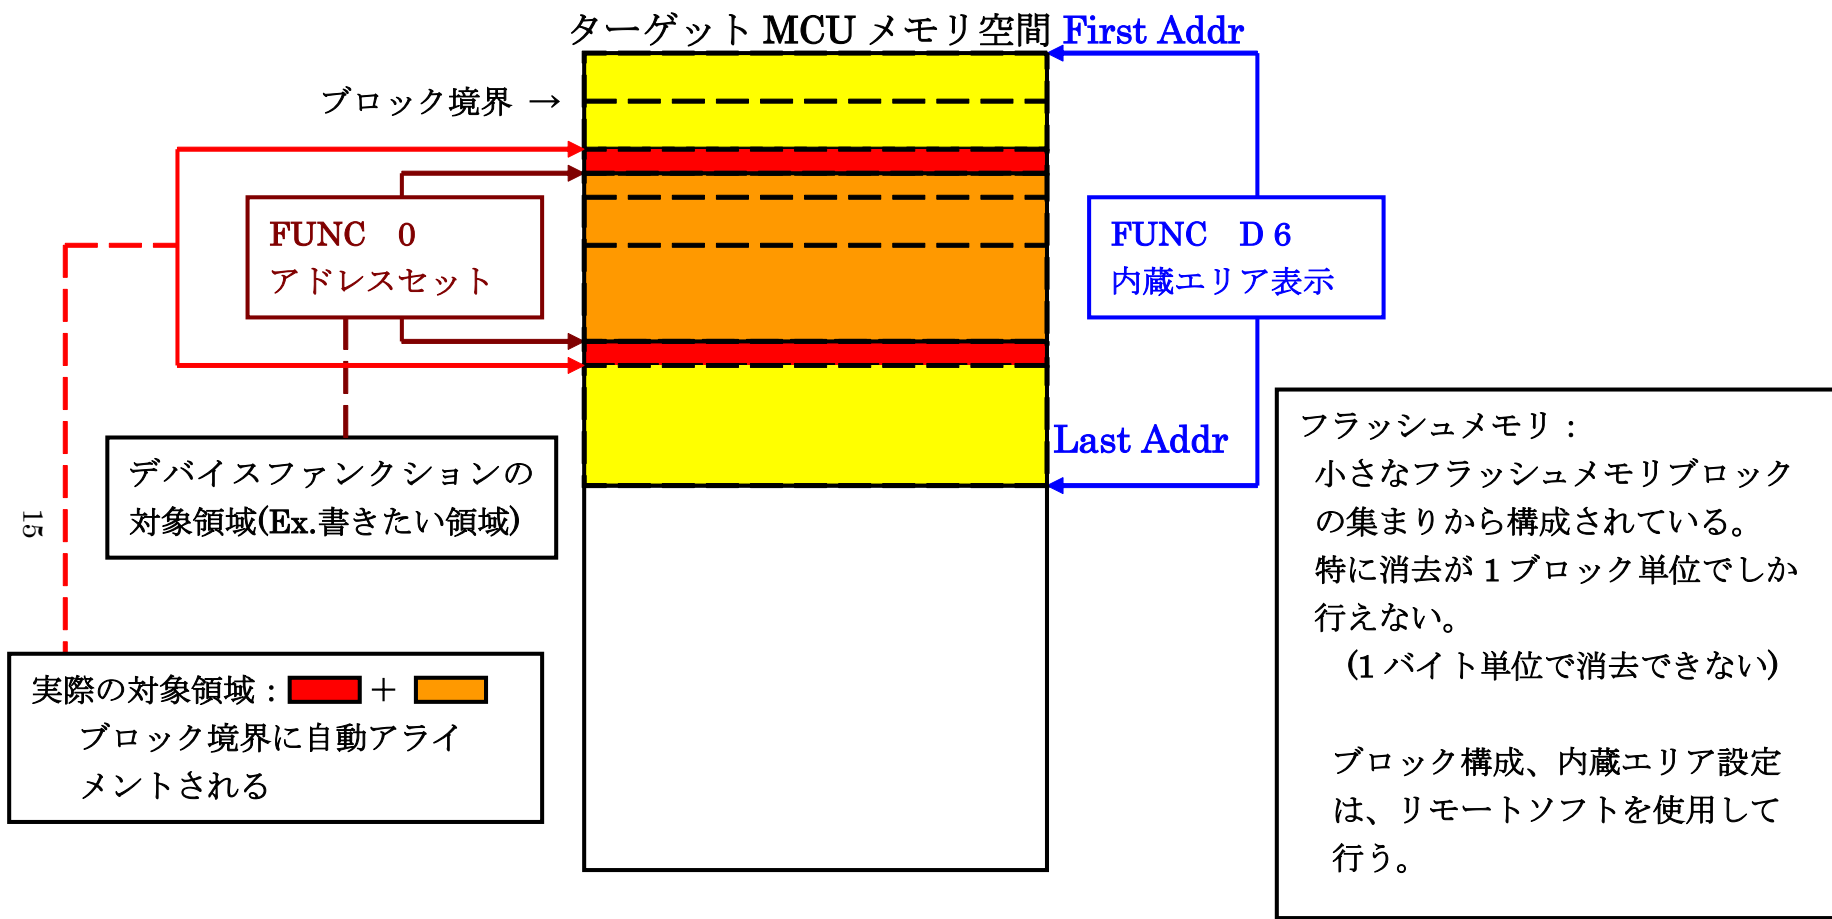 ターゲット MCU メモリ空間 First Addr
ブロック境界 →
FUNC 0
アドレスセット
FUNC D 6
内蔵エリア表示
Last Addr
デバイスファンクションの
対象領域(Ex.書きたい領域)
15
実際の対象領域 : +
ブロック境界に自動アライ
メントされる
フラッシュメモリ :
小さなフラッシュメモリブロック
の集まりから構成されている。
特に消去が 1 ブロック単位でしか
行えない。
(1 バイト単位で消去できない)
ブロック構成、内蔵エリア設定
は、リモートソフトを使用して
行う。